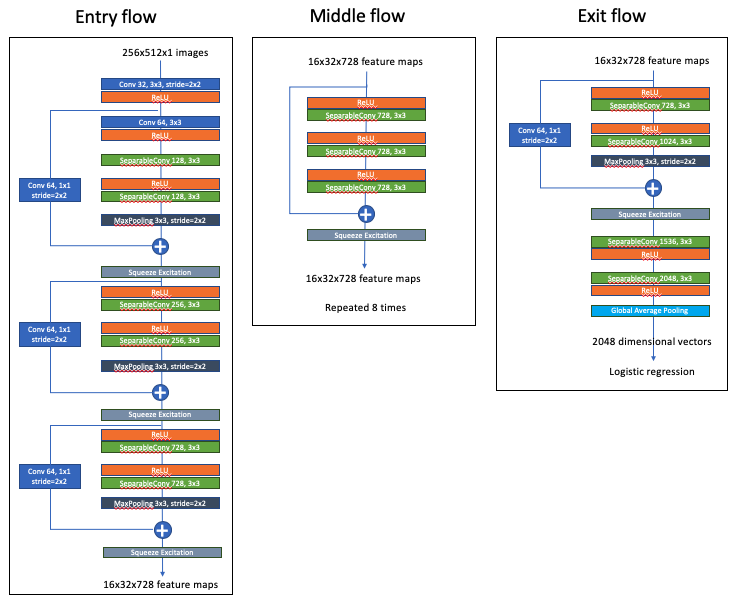 Entry flow
256x512x1 images
Conv 32, 3x3, stride=2x2
ReLU
Conv 64, 3x3
ReLU
SeparableConv 128, 3x3
Conv 64, 1x1
stride=2x2
ReLU
SeparableConv 128, 3x3
MaxPooling 3x3, stride=2x2
Squeeze Excitation
ReLU
SeparableConv 256, 3x3
Conv 64, 1x1
stride=2x2
ReLU
SeparableConv 256, 3x3
MaxPooling 3x3, stride=2x2
Squeeze Excitation
ReLU
SeparableConv 728, 3x3
Conv 64, 1x1
stride=2x2
ReLU
SeparableConv 728, 3x3
MaxPooling 3x3, stride=2x2
Squeeze Excitation
16x32x728 feature maps
Middle flow
16x32x728 feature maps
ReLU
SeparableConv 728, 3x3
ReLU
SeparableConv 728, 3x3
ReLU
SeparableConv 728, 3x3
Squeeze Excitation
16x32x728 feature maps
Repeated 8 times
Exit flow
16x32x728 feature maps
ReLU
SeparableConv 728, 3x3
Conv 64, 1x1
stride=2x2
ReLU
SeparableConv 1024, 3x3
MaxPooling 3x3, stride=2x2
Squeeze Excitation
SeparableConv 1536, 3x3
ReLU
SeparableConv 2048, 3x3
ReLU
Global Average Pooling
2048 dimensional vectors
Logistic regression